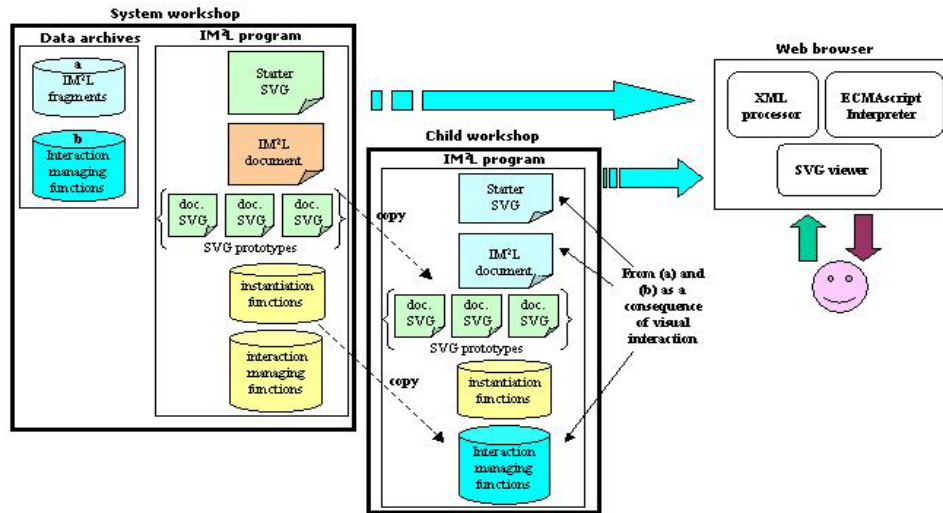 System workshop
Data archives
IM²L program
a
IM²L
fragments
b
Interaction
managing
functions
Starter
SVG
IM²L
document
doc.
SVG
doc.
SVG
doc.
SVG
SVG prototypes
instantiation
functions
interaction
managing
functions
copy
copy
Child workshop
IM²L program
Starter
SVG
IM²L
document
doc.
SVG
doc.
SVG
doc.
SVG
SVG prototypes
instantiation
functions
Interaction
managing
functions
From (a) and
(b) as a
consequence
of visual
interaction
Web browser
XML
processor
ECMAscript
Interpreter
SVG viewer